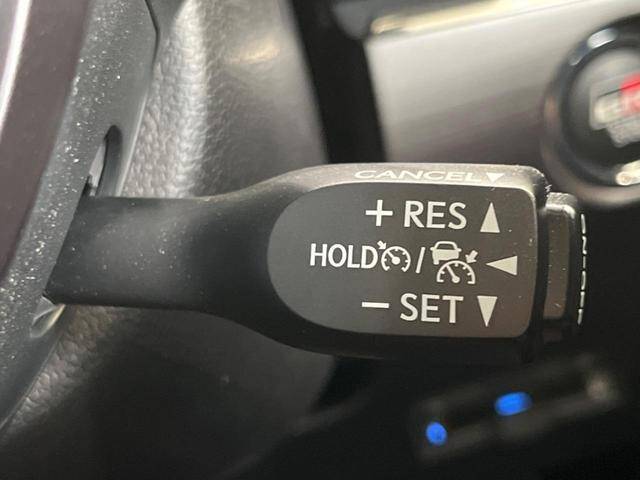 CANCEL▼
+ RES ▲
HOLD / ◀
− SET ▼